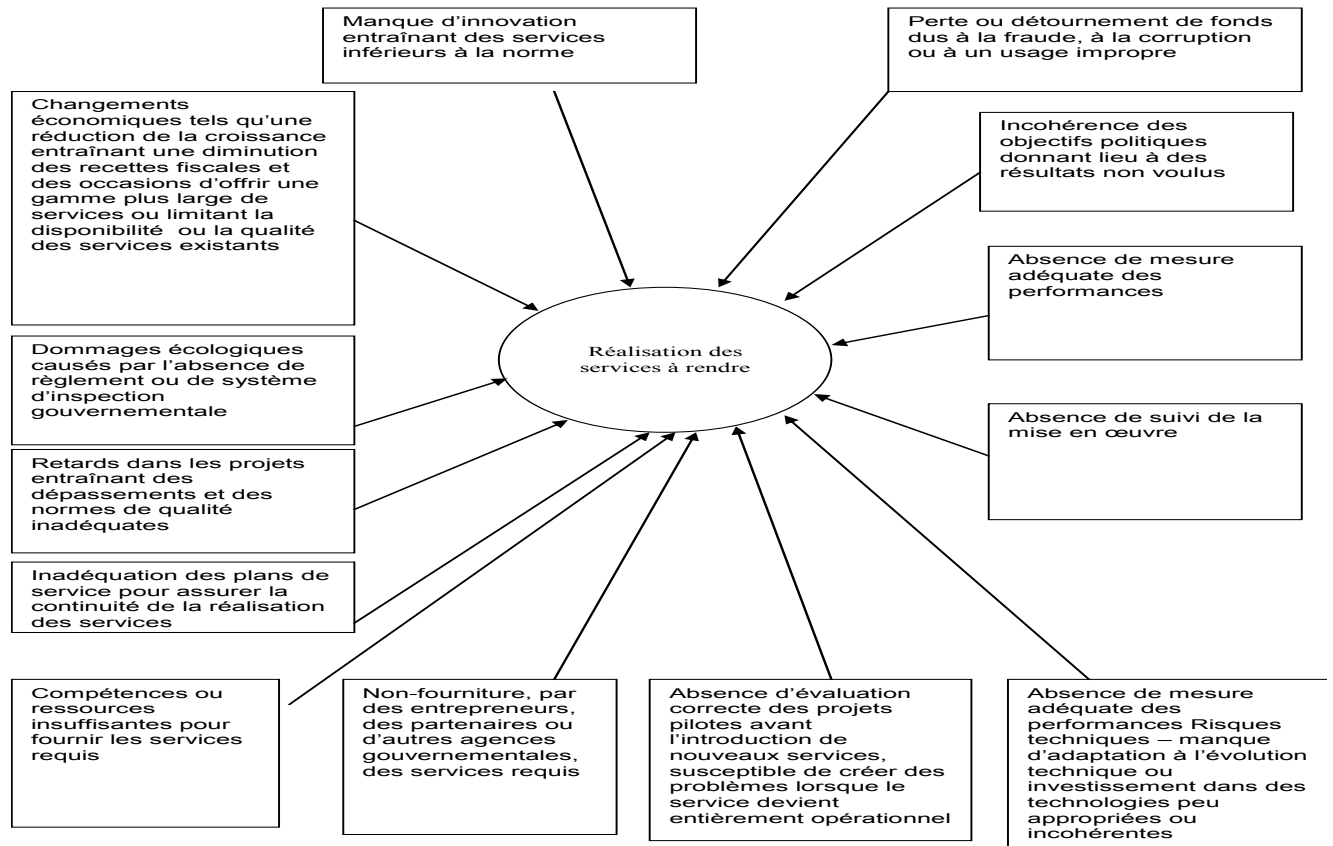 Manque d'innovation
entraînant des services
inférieurs à la norme
Perte ou détournement de fonds
dus à la fraude, à la corruption
ou à un usage impropre
Changements
économiques tels qu'une
réduction de la croissance
entraînant une diminution
des recettes fiscales et
des occasions d'offrir une
gamme plus large de
services ou limitant la
disponibilité ou la qualité
des services existants
Incohérence des
objectifs politiques
donnant lieu à des
résultats non voulus
Absence de mesure
adéquate des
performances
Réalisation des
services à rendre
Dommages écologiques
causés par l'absence de
règlement ou de système
d'inspection
gouvernementale
Absence de suivi de la
mise en œuvre
Retards dans les projets
entraînant des
dépassements et des
normes de qualité
inadéquates
Inadéquation des plans de
service pour assurer la
continuité de la réalisation
des services
Compétences ou
ressources
insuffisantes pour
fournir les services
requis
Non-fourniture, par
des entrepreneurs,
des partenaires ou
d'autres agences
gouvernementales,
des services requis
Absence d'évaluation
correcte des projets
pilotes avant
l'introduction de
nouveaux services,
susceptible de créer des
problèmes lorsque le
service devient
entièrement opérationnel
Absence de mesure
adéquate des
performances Risques
techniques – manque
d'adaptation à l'évolution
technique ou
investissement dans des
technologies peu
appropriées ou
incohérentes